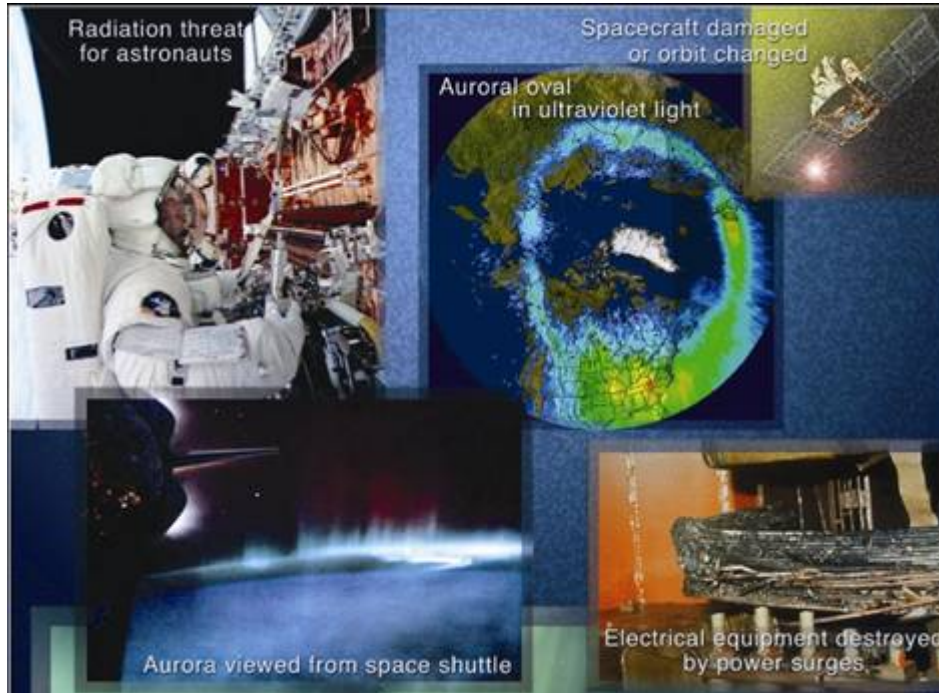 Radiation threat
for astronauts
Spacecraft damaged
or orbit changed
Auroral oval
in ultraviolet light
Aurora viewed from space shuttle
Electrical equipment destroyed
by power surges